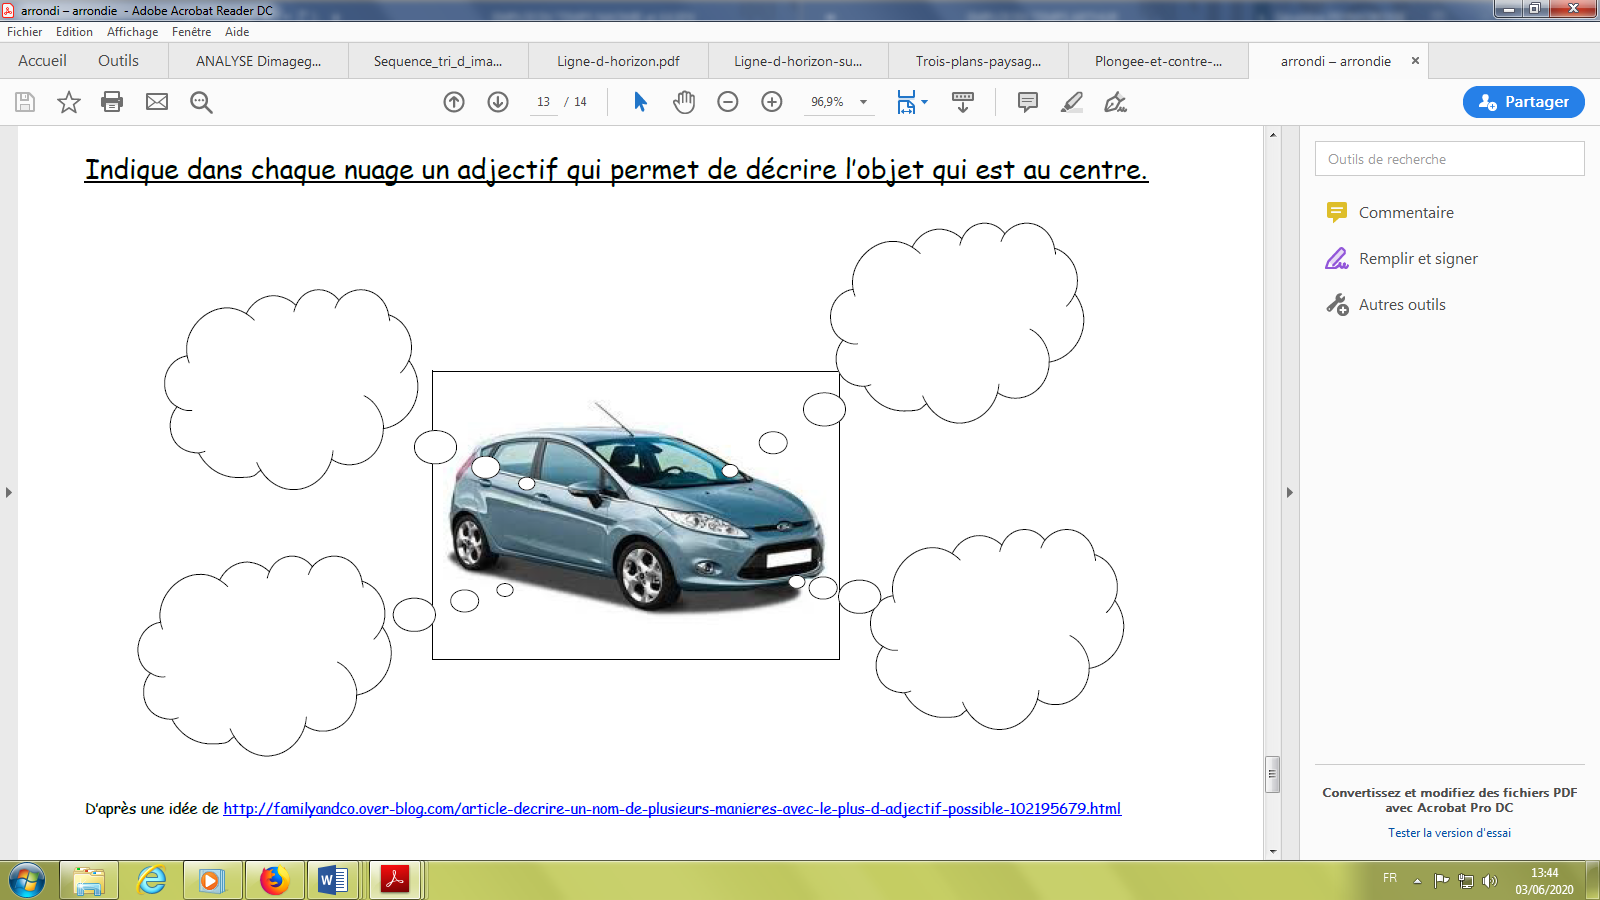 arrondi – arrondie - Adobe Acrobat Reader DC
Fichier Edition Affichage Fenêtre Aide
Accueil Outils ANALYSE Dimageg... Sequence_tri_d_ima... Ligne-d-horizon.pdf Ligne-d-horizon-su... Trois-plans-paysag... Plongee-et-contre-... arrondi – arrondie
13 / 14 96,9% Partager
Indique dans chaque nuage un adjectif qui permet de décrire l'objet qui est au centre.
Outils de recherche
Commentaire
Remplir et signer
Autres outils
D'après une idée de http://familyandco.over-blog.com/article-decrire-un-nom-de-plusieurs-manieres-avec-le-plus-d-adjectif-possible-102195679.html
Convertissez et modifiez des fichiers PDF
avec Acrobat Pro DC
Tester la version d'essai
FR 13:44
03/06/2020